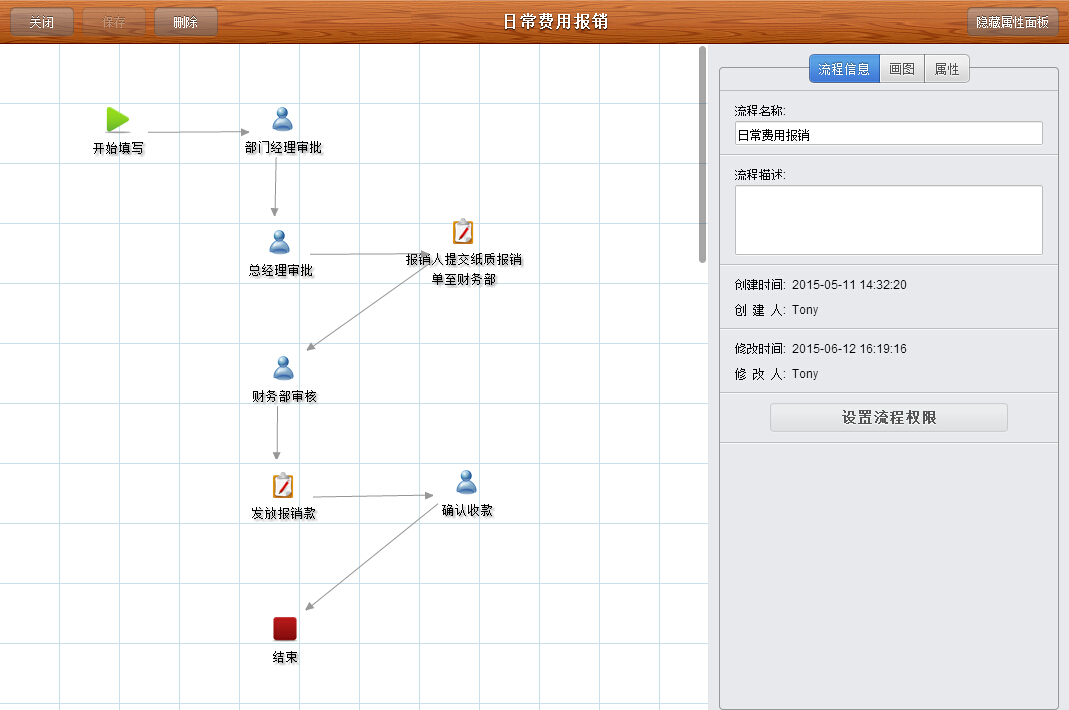 关闭
保存
删除
日常费用报销
隐藏属性面板
开始填写
部门经理审批
总经理审批
报销人提交纸质报销
单至财务部
财务部审核
发放报销款
确认收款
结束
流程信息
画图
属性
流程名称:
日常费用报销
流程描述:
创建时间: 2015-05-11 14:32:20
创 建 人: Tony
修改时间: 2015-06-12 16:19:16
修 改 人: Tony
设置流程权限